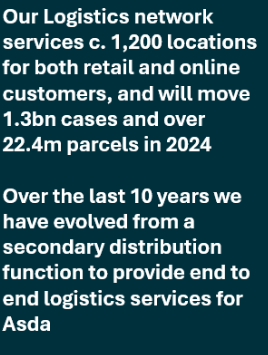 Our Logistics network
services c. 1,200 locations
for both retail and online
customers, and will move
1.3bn cases and over
22.4m parcels in 2024
Over the last 10 years we
have evolved from a
secondary distribution
function to provide end to
end logistics services for
Asda